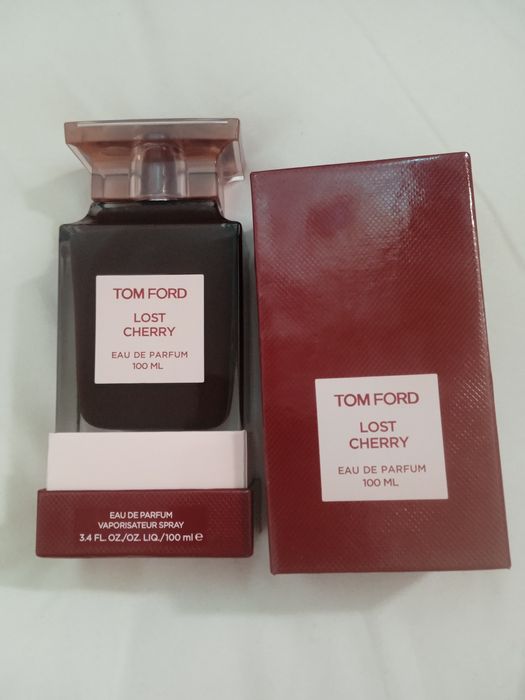 TOM FORD
LOST
CHERRY
EAU DE PARFUM
100 ML
EAU DE PARFUM
VAPORISATEUR SPRAY
3.4 FL. OZ./OZ. LIQ./100 ml ℮
TOM FORD
LOST
CHERRY
EAU DE PARFUM
100 ML